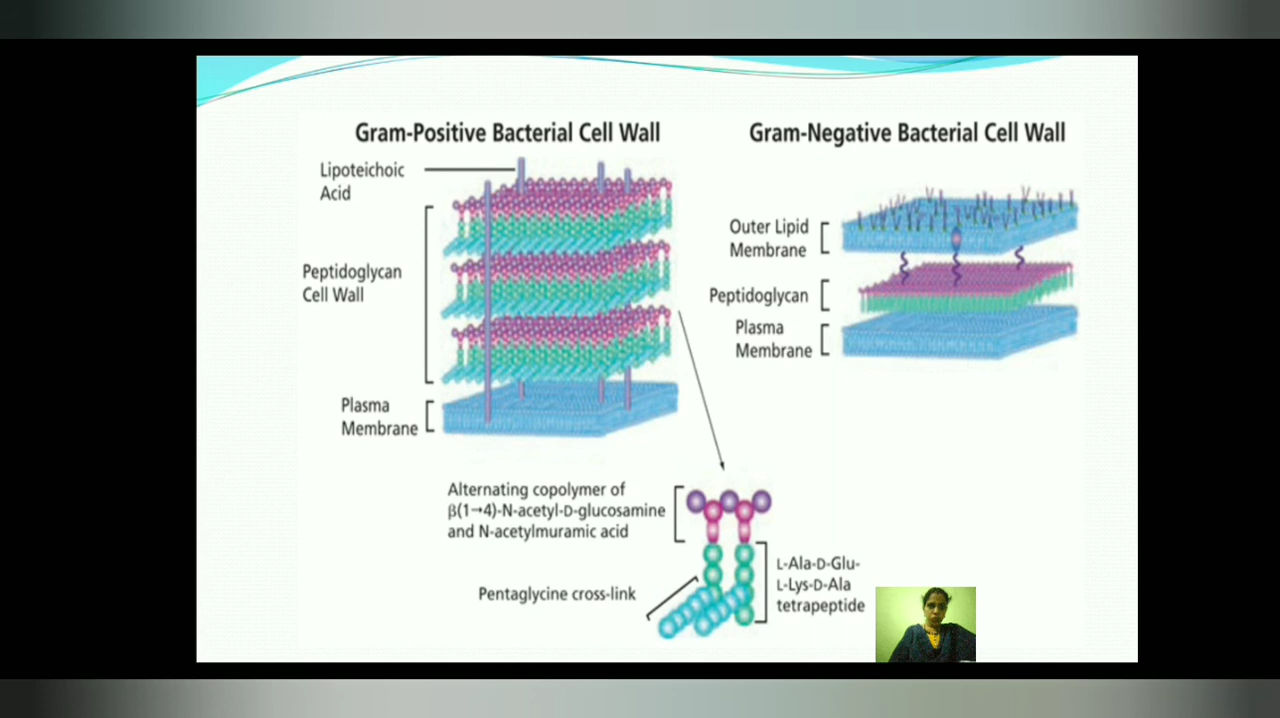 Gram-Positive Bacterial Cell Wall
Lipoteichoic
Acid
Peptidoglycan
Cell Wall
Plasma
Membrane
Gram-Negative Bacterial Cell Wall
Outer Lipid
Membrane
Peptidoglycan
Plasma
Membrane
Alternating copolymer of
β(1→4)-N-acetyl-D-glucosamine
and N-acetylmuramic acid
Pentaglycine cross-link
L-Ala-D-Glu-
L-Lys-D-Ala
tetrapeptide